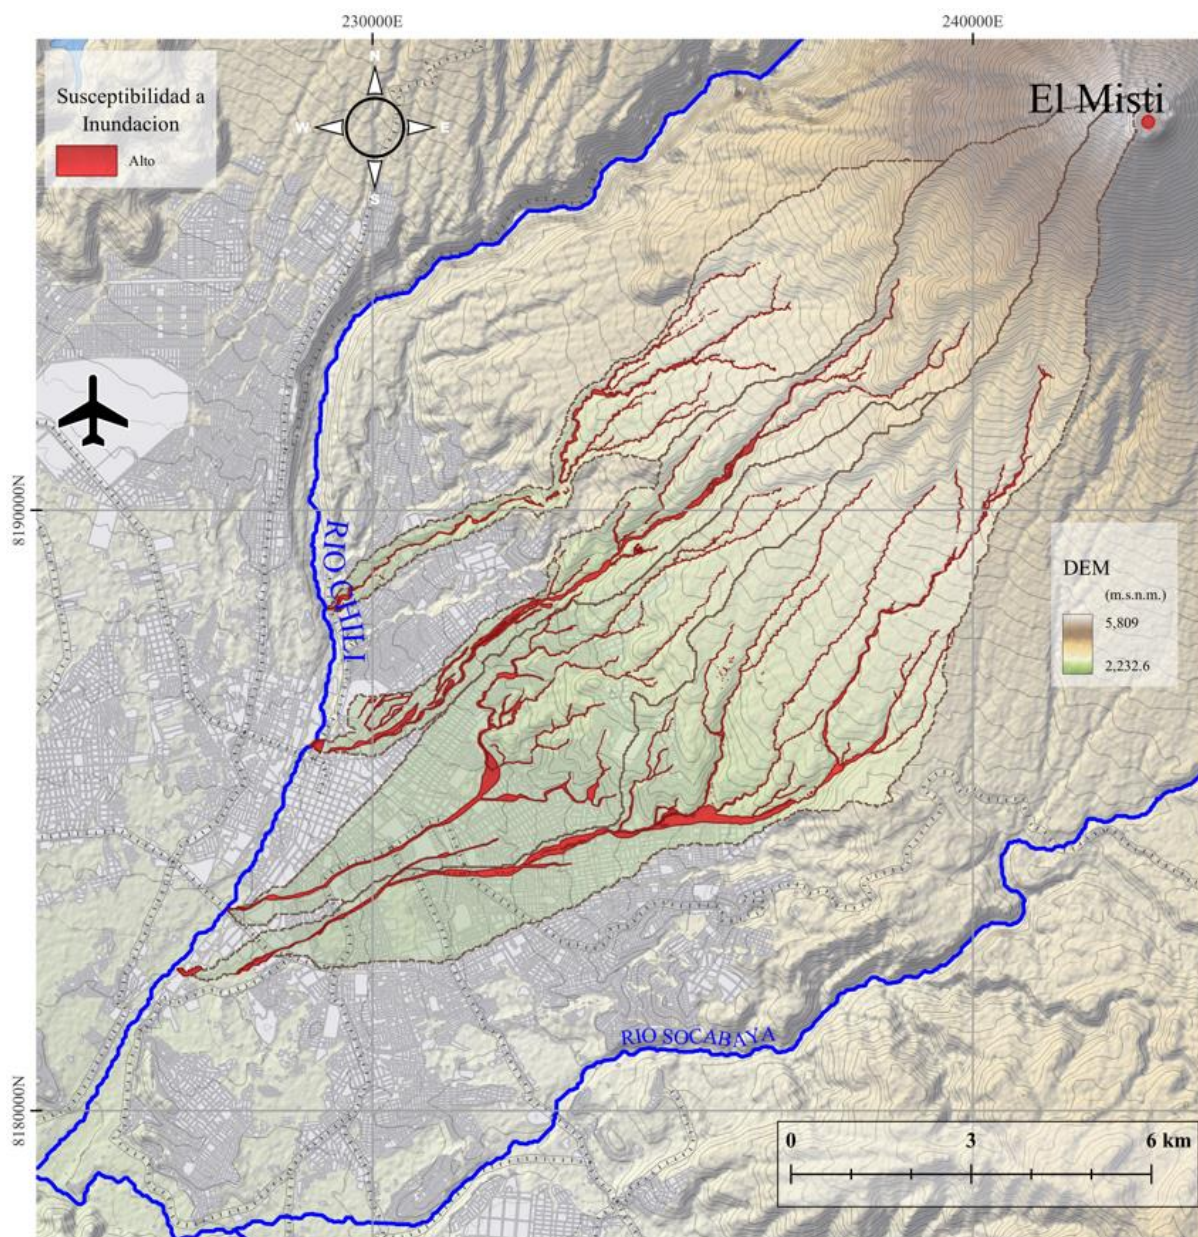 230000E
240000E
Susceptibilidad a
Inundacion
Alto
N
W
E
S
El Misti
8190000N
RIO CHILI
DEM
(m.s.n.m.)
5,809
2,232.6
RIO SOCABAYA
8180000N
0
3
6 km